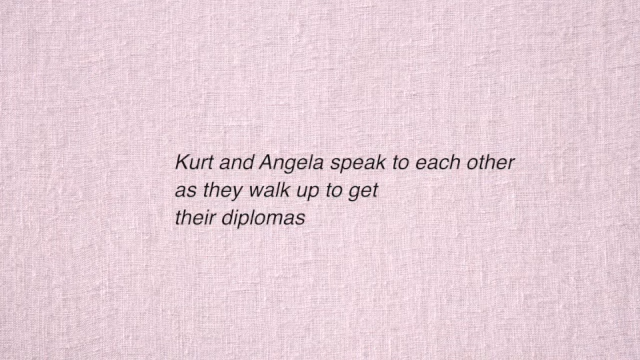 Kurt and Angela speak to each other
as they walk up to get
their diplomas